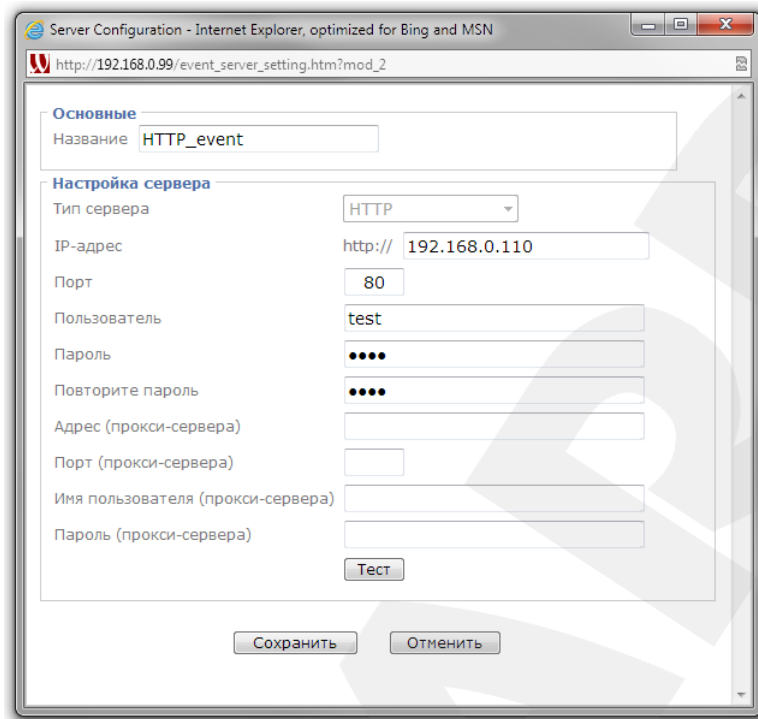 Server Configuration - Internet Explorer, optimized for Bing and MSN
http://192.168.0.99/event_server_setting.htm?mod_2
Основные
Название HTTP_event
Настройка сервера
Тип сервера HTTP
IP-адрес http:// 192.168.0.110
Порт 80
Пользователь test
Пароль ••••
Повторите пароль ••••
Адрес (прокси-сервера)
Порт (прокси-сервера)
Имя пользователя (прокси-сервера)
Пароль (прокси-сервера)
Тест
Сохранить Отменить